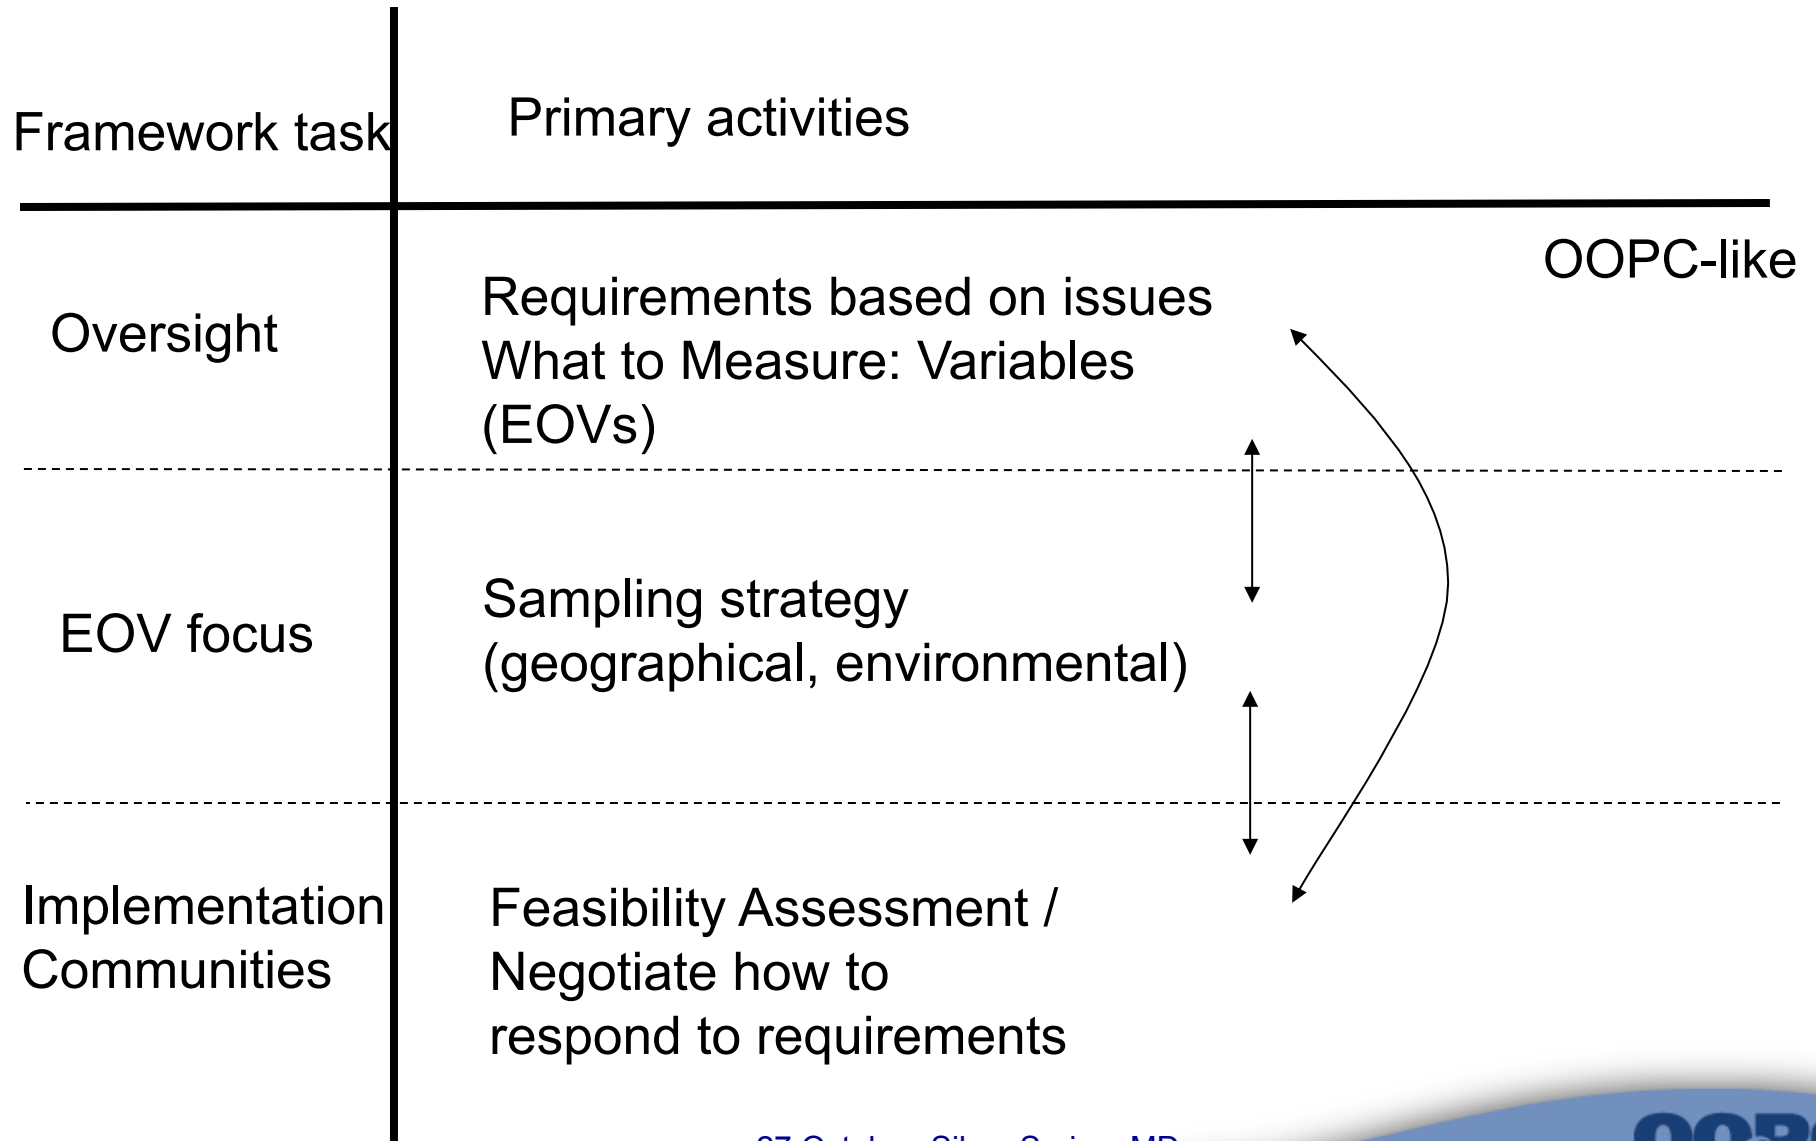 Framework task
Primary activities
OOPC-like
Oversight
Requirements based on issues
What to Measure: Variables
(EOVs)
EOV focus
Sampling strategy
(geographical, environmental)
Implementation
Communities
Feasibility Assessment /
Negotiate how to
respond to requirements